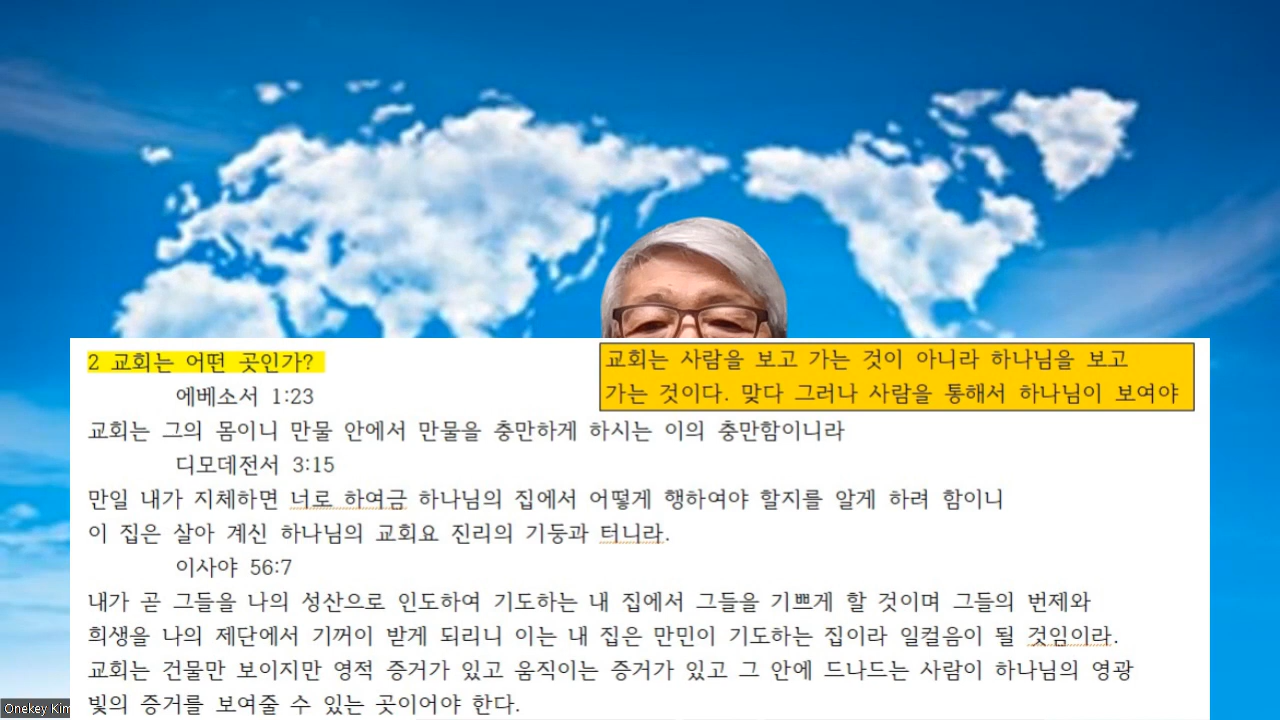 2 교회는 어떤 곳인가?
교회는 사람을 보고 가는 것이 아니라 하나님을 보고
가는 것이다. 맞다 그러나 사람을 통해서 하나님이 보여야
에베소서 1:23
교회는 그의 몸이니 만물 안에서 만물을 충만하게 하시는 이의 충만함이니라
디모데전서 3:15
만일 내가 지체하면 너로 하여금 하나님의 집에서 어떻게 행하여야 할지를 알게 하려 함이니
이 집은 살아 계신 하나님의 교회요 진리의 기둥과 터니라.
이사야 56:7
내가 곧 그들을 나의 성산으로 인도하여 기도하는 내 집에서 그들을 기쁘게 할 것이며 그들의 번제와
희생을 나의 제단에서 기꺼이 받게 되리니 이는 내 집은 만민이 기도하는 집이라 일컬음이 될 것임이라.
교회는 건물만 보이지만 영적 증거가 있고 움직이는 증거가 있고 그 안에 드나드는 사람이 하나님의 영광
빛의 증거를 보여줄 수 있는 곳이어야 한다.
Onekey Kim